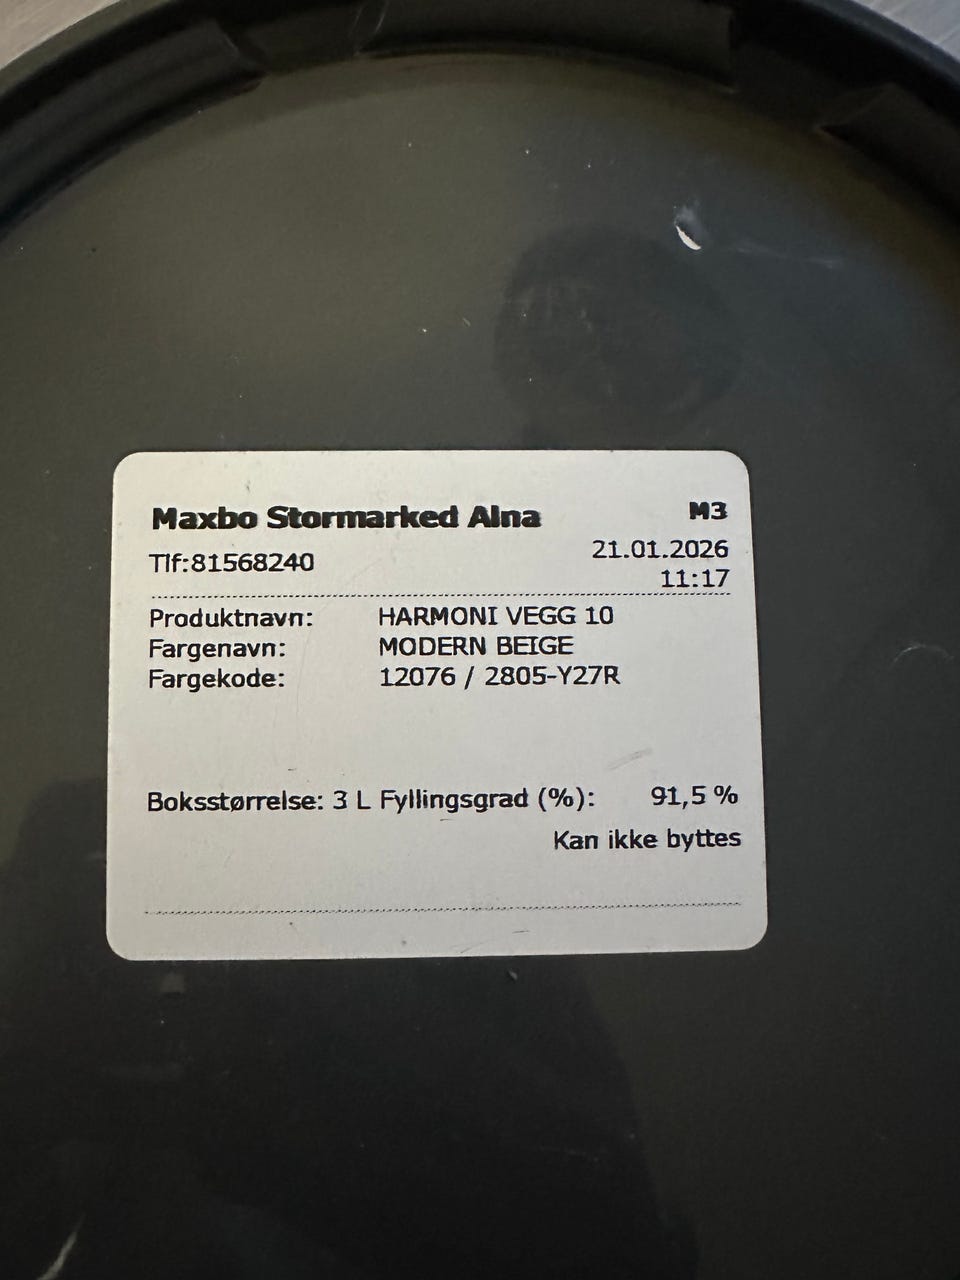 Maxbo Stormarked Alna M3
Tlf:81568240 21.01.2026
11:17
Produktnavn: HARMONI VEGG 10
Fargenavn: MODERN BEIGE
Fargekode: 12076 / 2805-Y27R
Boksstørrelse: 3 L Fyllingsgrad (%): 91,5 %
Kan ikke byttes